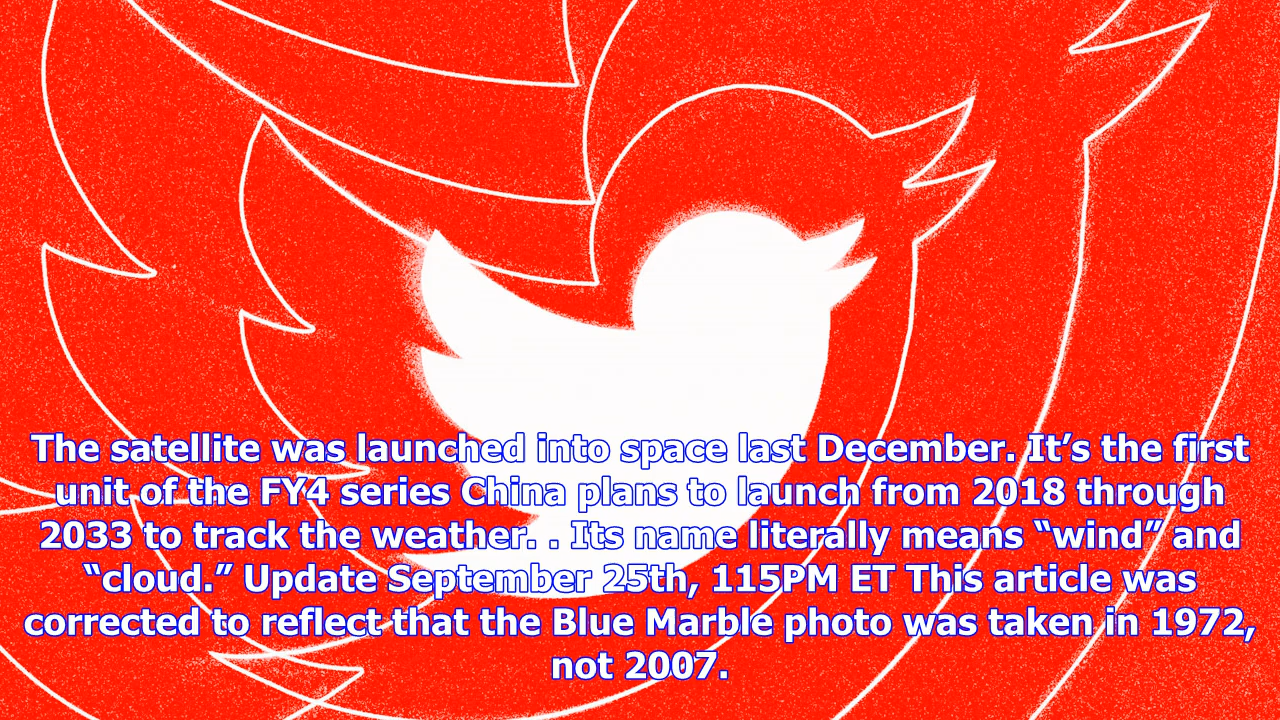 The satellite was launched into space last December. It’s the first
unit of the FY4 series China plans to launch from 2018 through
2033 to track the weather. . Its name literally means “wind” and
“cloud.” Update September 25th, 115PM ET This article was
corrected to reflect that the Blue Marble photo was taken in 1972,
not 2007.